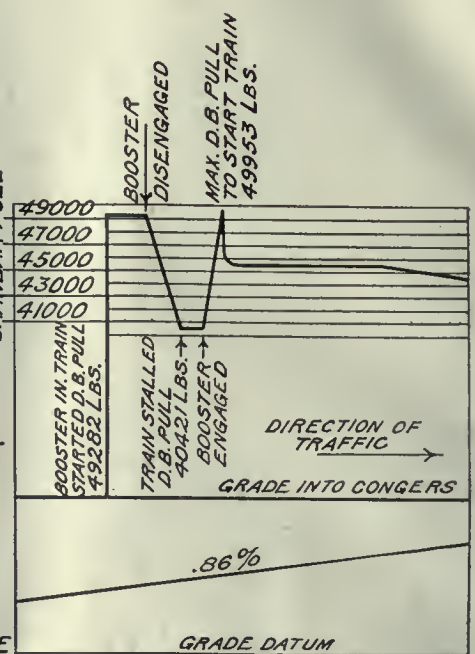 BOOSTER
DISENGAGED
MAX. D.B. PULL
TO START TRAIN
49953 LBS.
49000
47000
45000
43000
41000
BOOSTER IN. TRAIN
STARTED D.B. PULL
49282 LBS.
TRAIN STALLED
D.B. PULL
40421 LBS.
BOOSTER
ENGAGED
DIRECTION OF
TRAFFIC
GRADE INTO CONGERS
.86%
GRADE DATUM